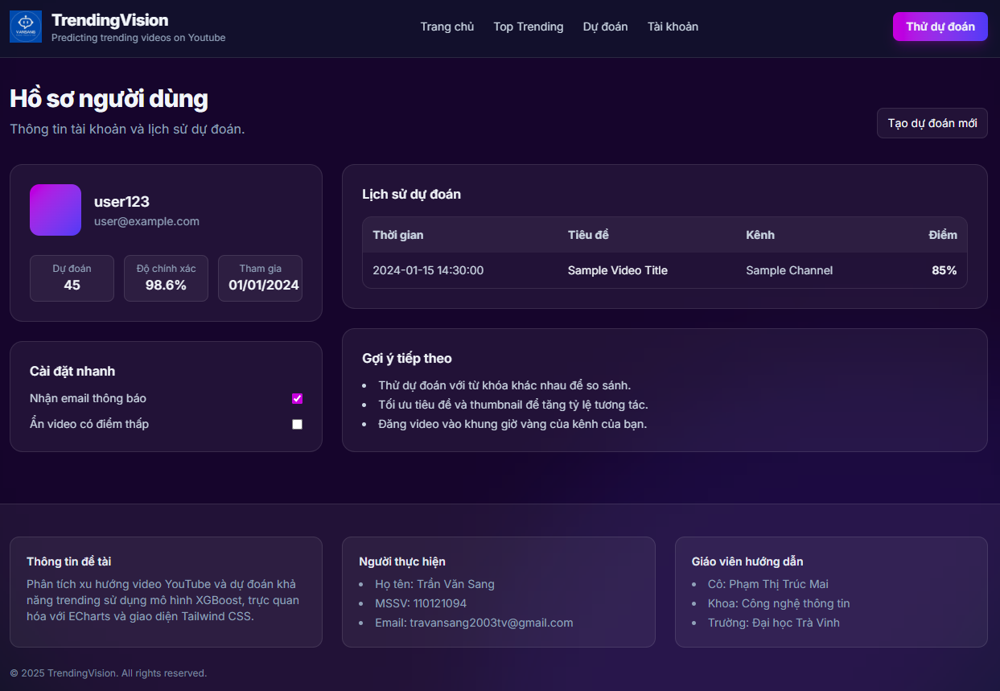 VANSANG
TrendingVision
Predicting trending videos on Youtube
Trang chủ
Top Trending
Dự đoán
Tài khoản
Thử dự đoán
Hồ sơ người dùng
Thông tin tài khoản và lịch sử dự đoán.
Tạo dự đoán mới
user123
user@example.com
Dự đoán
45
Độ chính xác
98.6%
Tham gia
01/01/2024
Cài đặt nhanh
Nhận email thông báo
Ẩn video có điểm thấp
Lịch sử dự đoán
Thời gian Tiêu đề Kênh Điểm
2024-01-15 14:30:00 Sample Video Title Sample Channel 85%
Gợi ý tiếp theo
• Thử dự đoán với từ khóa khác nhau để so sánh.
• Tối ưu tiêu đề và thumbnail để tăng tỷ lệ tương tác.
• Đăng video vào khung giờ vàng của kênh của bạn.
Thông tin đề tài
Phân tích xu hướng video YouTube và dự đoán khả
năng trending sử dụng mô hình XGBoost, trực quan
hóa với ECharts và giao diện Tailwind CSS.
Người thực hiện
• Họ tên: Trần Văn Sang
• MSSV: 110121094
• Email: travansang2003tv@gmail.com
Giáo viên hướng dẫn
• Cô: Phạm Thị Trúc Mai
• Khoa: Công nghệ thông tin
• Trường: Đại học Trà Vinh
© 2025 TrendingVision. All rights reserved.